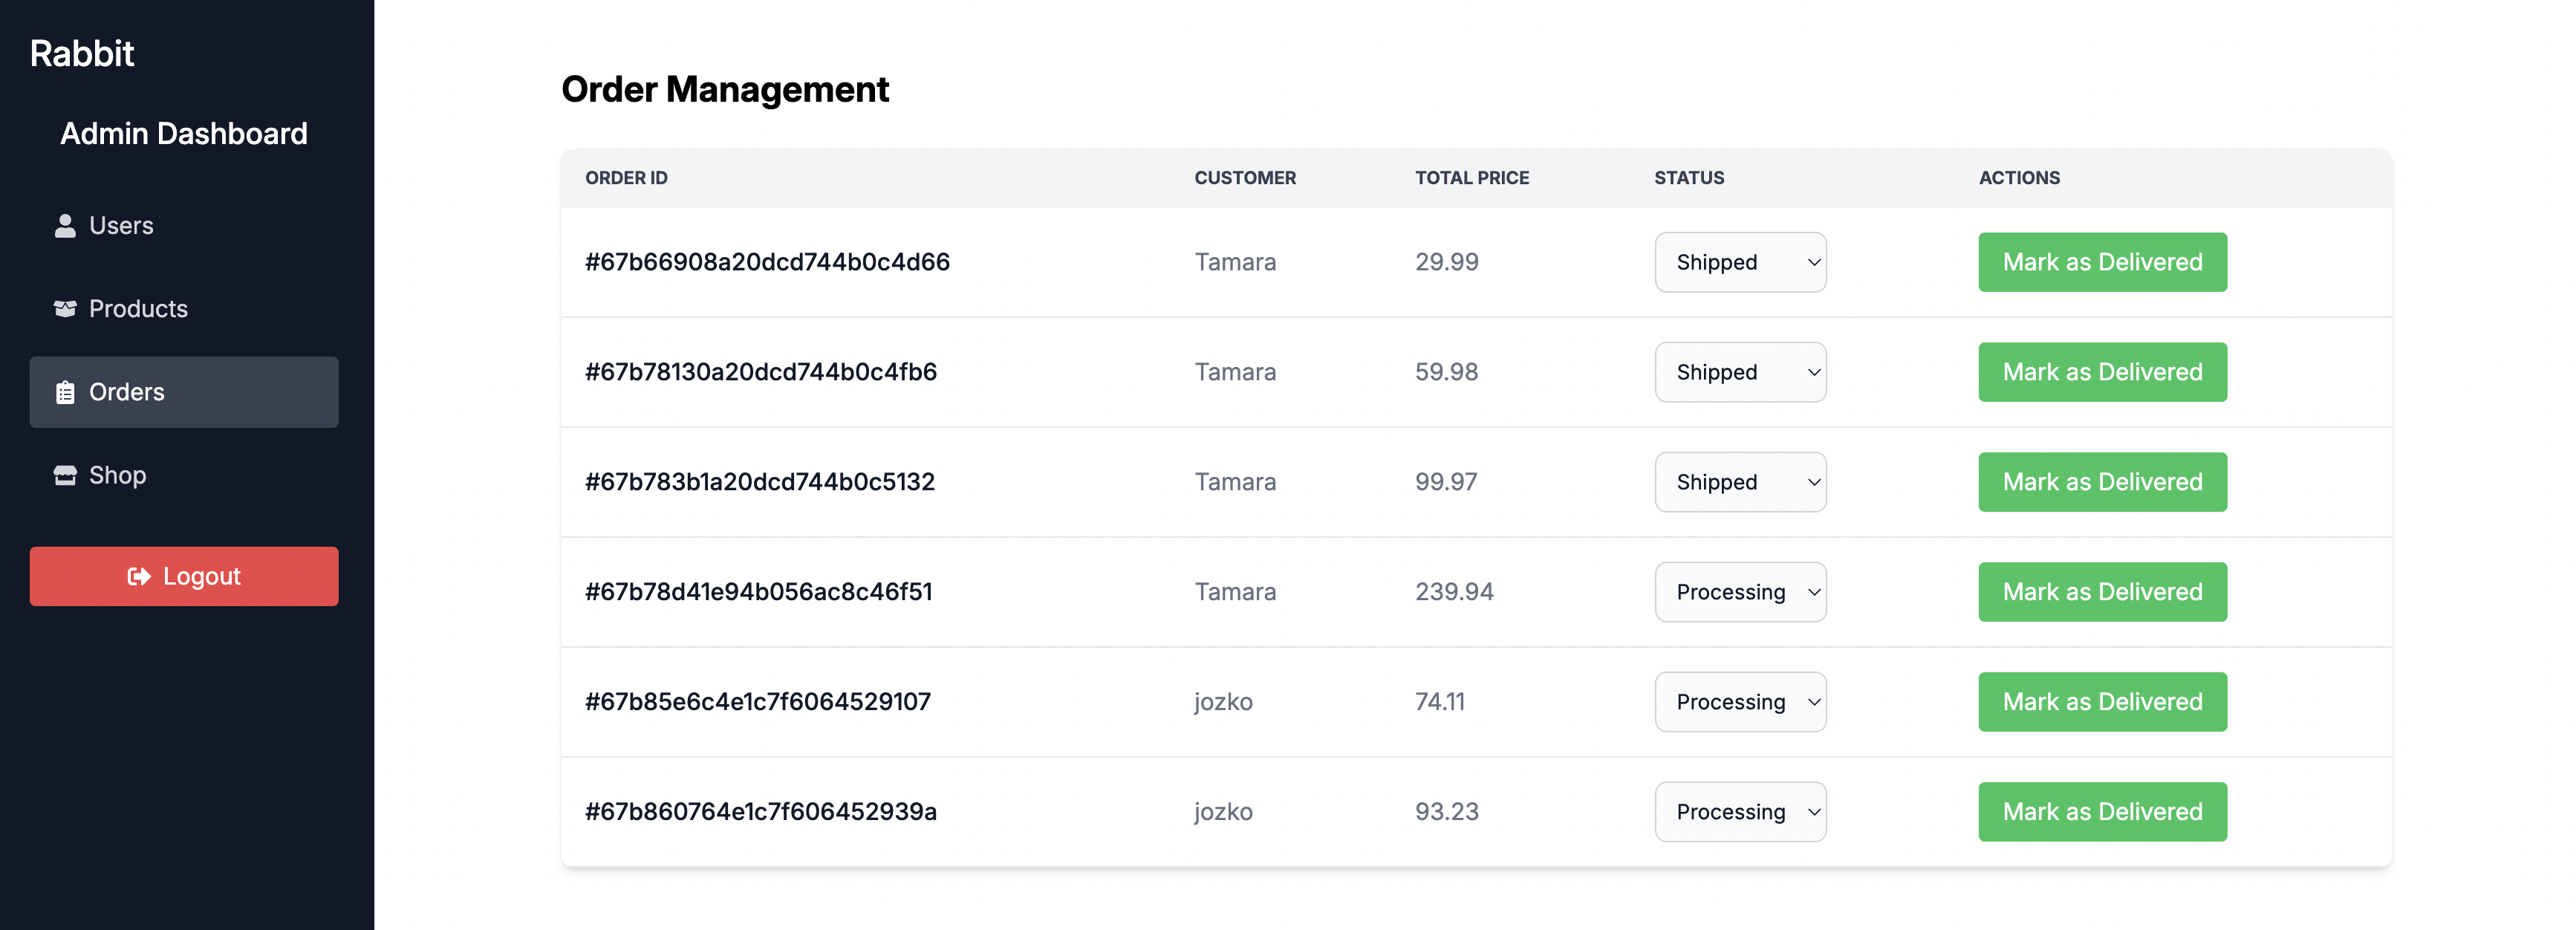 Rabbit
Admin Dashboard
Users
Products
Orders
Shop
Logout
Order Management
ORDER ID CUSTOMER TOTAL PRICE STATUS ACTIONS
#67b66908a20dcd744b0c4d66 Tamara 29.99 Shipped Mark as Delivered
#67b78130a20dcd744b0c4fb6 Tamara 59.98 Shipped Mark as Delivered
#67b783b1a20dcd744b0c5132 Tamara 99.97 Shipped Mark as Delivered
#67b78d41e94b056ac8c46f51 Tamara 239.94 Processing Mark as Delivered
#67b85e6c4e1c7f6064529107 jozko 74.11 Processing Mark as Delivered
#67b860764e1c7f606452939a jozko 93.23 Processing Mark as Delivered